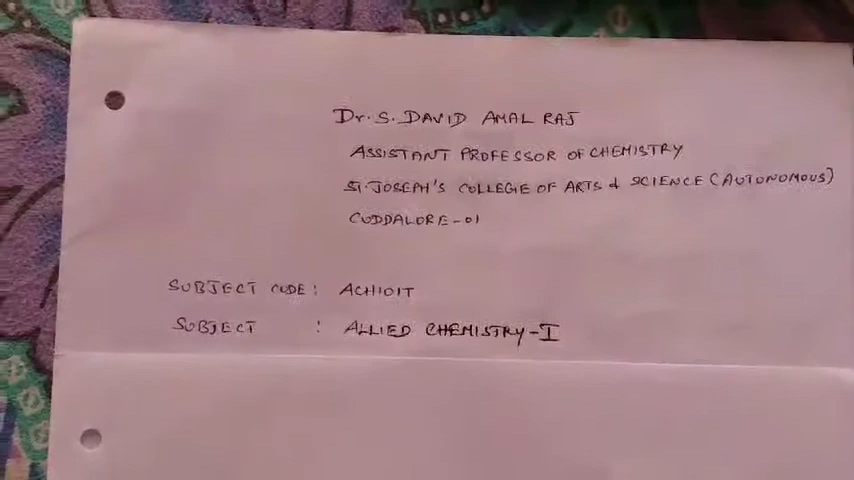 Dr. S. DAVID AMAL RAJ
ASSISTANT PROFESSOR OF CHEMISTRY
ST. JOSEPH'S COLLEGE OF ARTS & SCIENCE (AUTONOMOUS)
CUDDALORE-01
SUBJECT CODE : ACH101T
SUBJECT : ALLIED CHEMISTRY-I